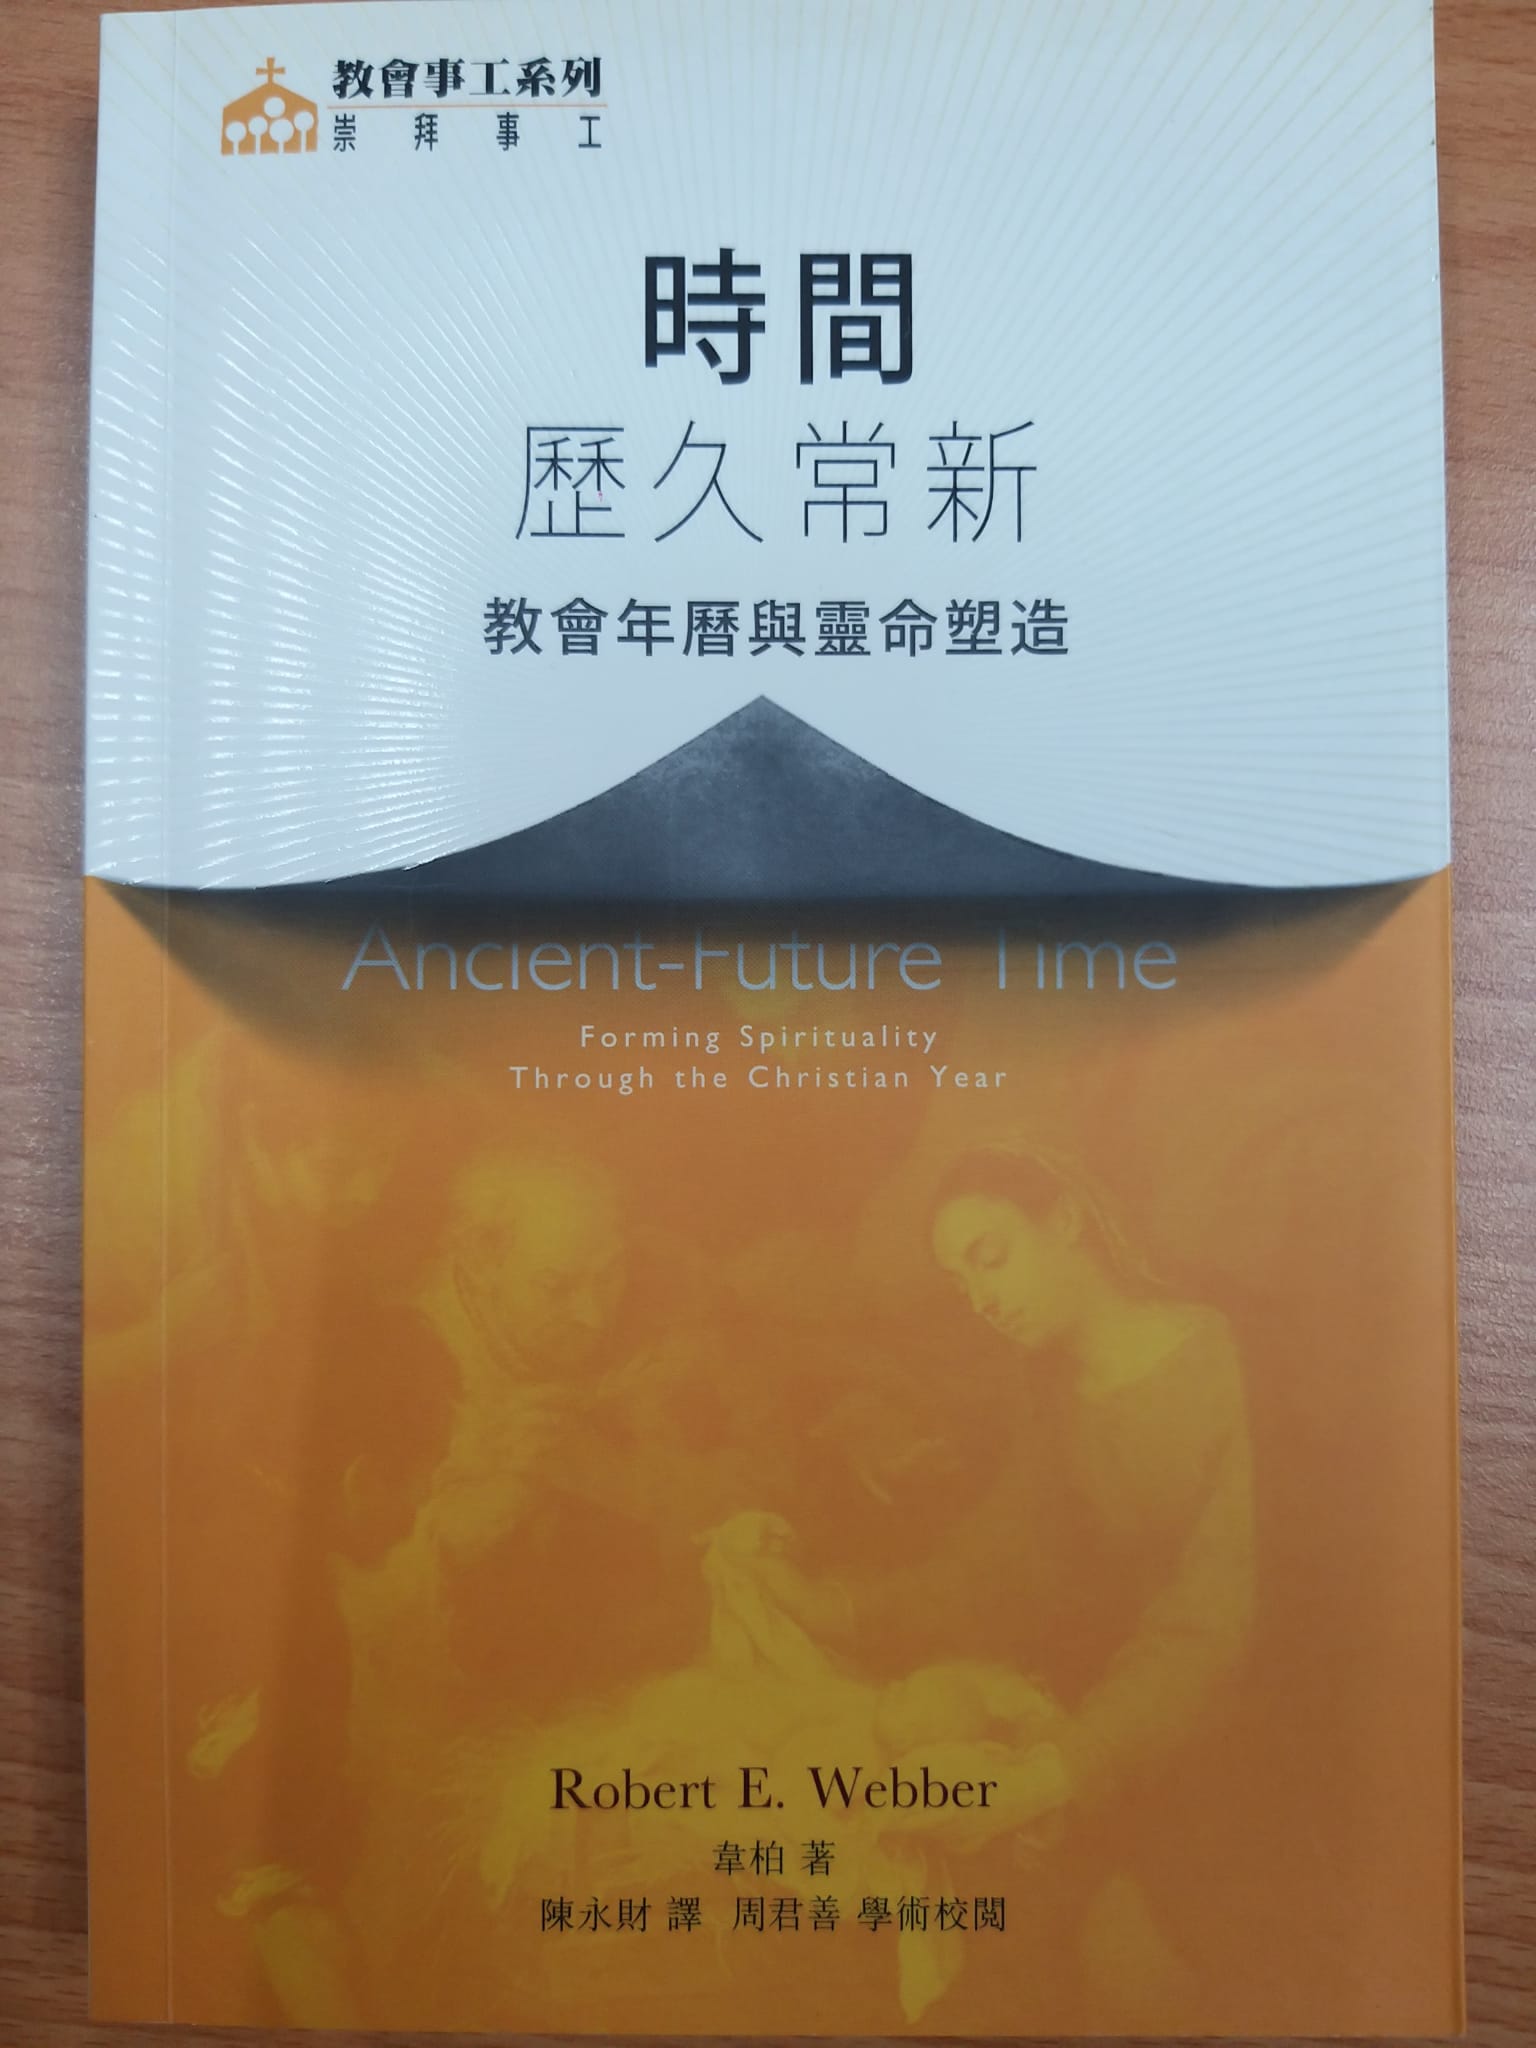 教會事工系列
崇拜事工
時間
歷久常新
教會年曆與靈命塑造
Ancient-Future Time
Forming Spirituality
Through the Christian Year
Robert E. Webber
韋柏 著
陳永財 譯 周君善 學術校閱